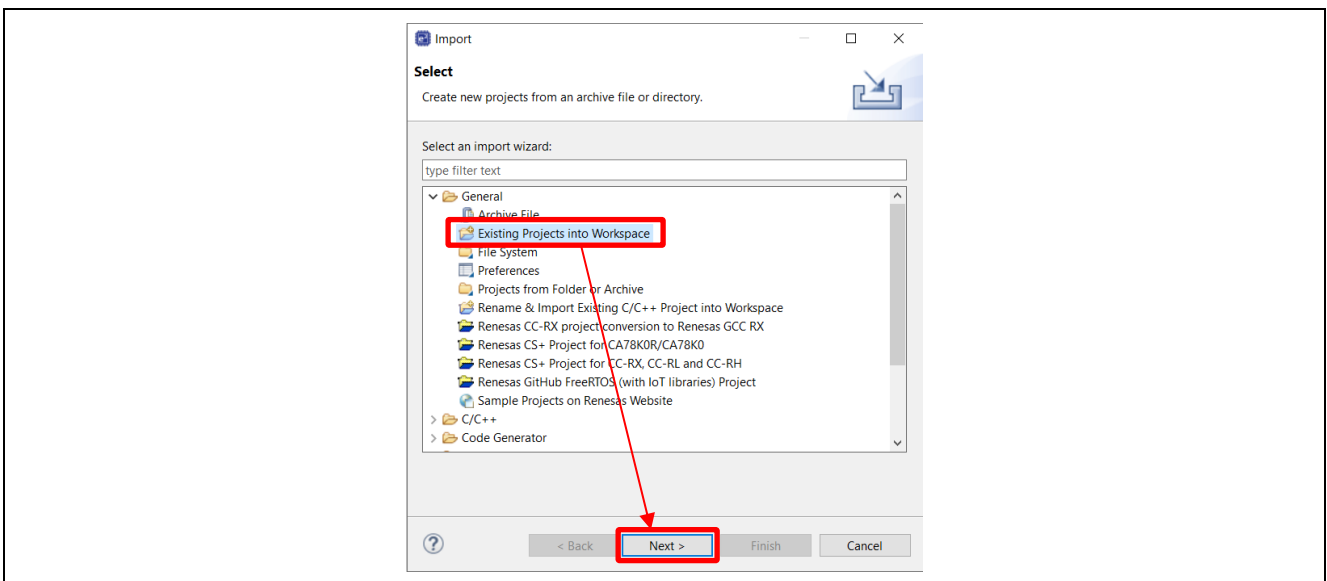 Import
Select
Create new projects from an archive file or directory.
Select an import wizard:
type filter text
General
Archive File
Existing Projects into Workspace
File System
Preferences
Projects from Folder or Archive
Rename & Import Existing C/C++ Project into Workspace
Renesas CC-RX project conversion to Renesas GCC RX
Renesas CS+ Project for CA78K0R/CA78K0
Renesas CS+ Project for CC-RX, CC-RL and CC-RH
Renesas GitHub FreeRTOS (with IoT libraries) Project
Sample Projects on Renesas Website
C/C++
Code Generator
? < Back Next > Finish Cancel